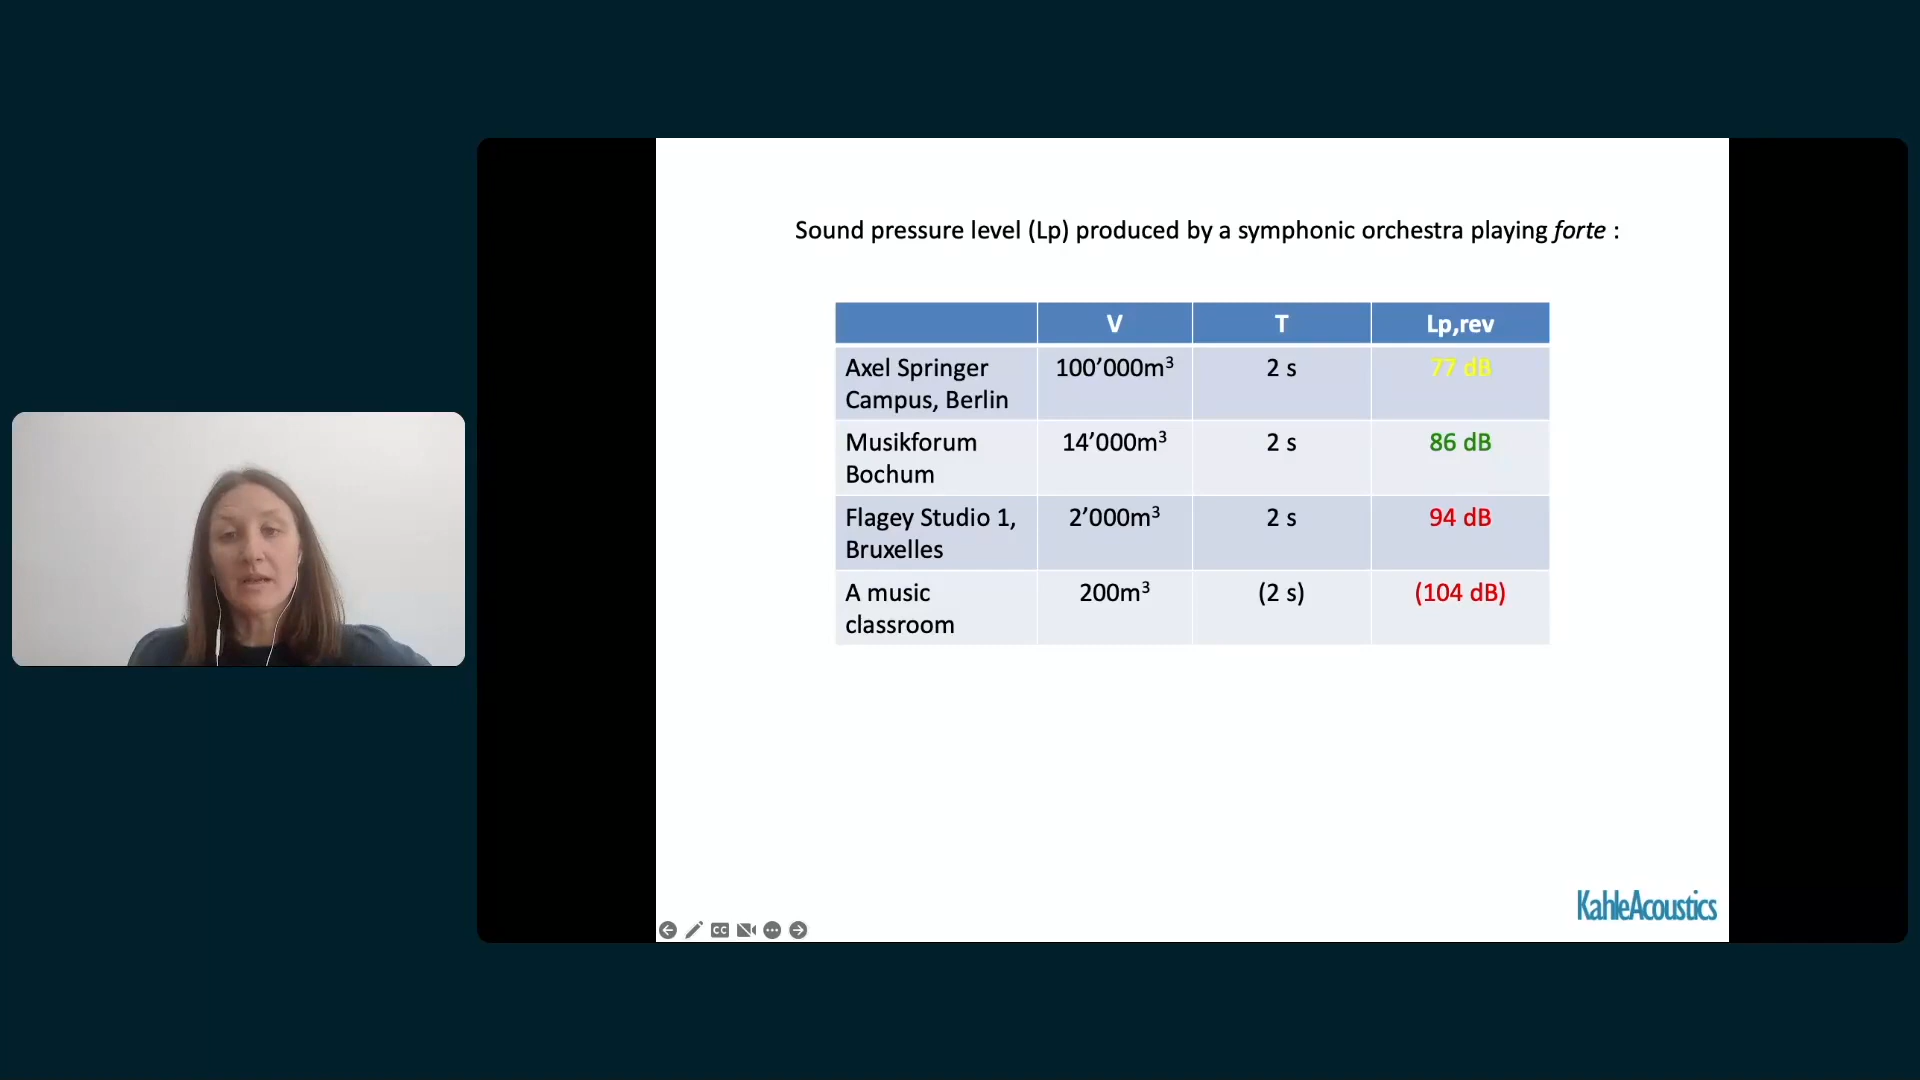 Sound pressure level (Lp) produced by a symphonic orchestra playing forte :
V T Lp,rev
Axel Springer Campus, Berlin 100’000m³ 2 s 77 dB
Musikforum Bochum 14’000m³ 2 s 86 dB
Flagey Studio 1, Bruxelles 2’000m³ 2 s 94 dB
A music classroom 200m³ (2 s) (104 dB)
KahleAcoustics
CC